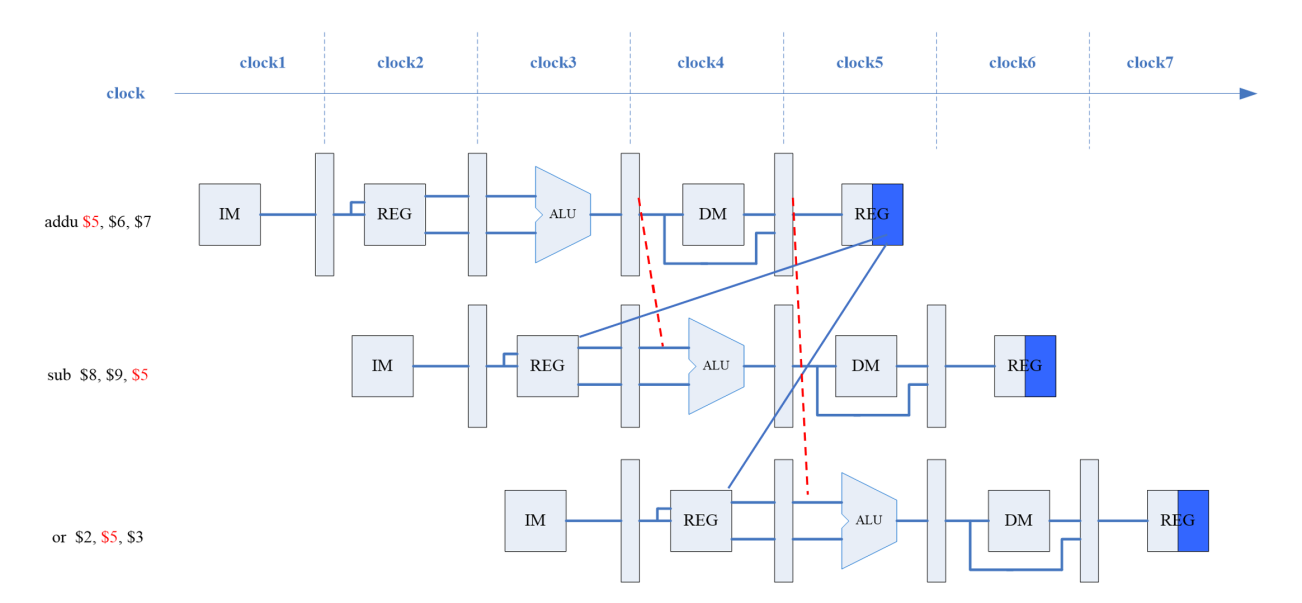 clock1 clock2 clock3 clock4 clock5 clock6 clock7
clock
addu $5, $6, $7 IM REG ALU DM REG
sub $8, $9, $5 IM REG ALU DM REG
or $2, $5, $3 IM REG ALU DM REG